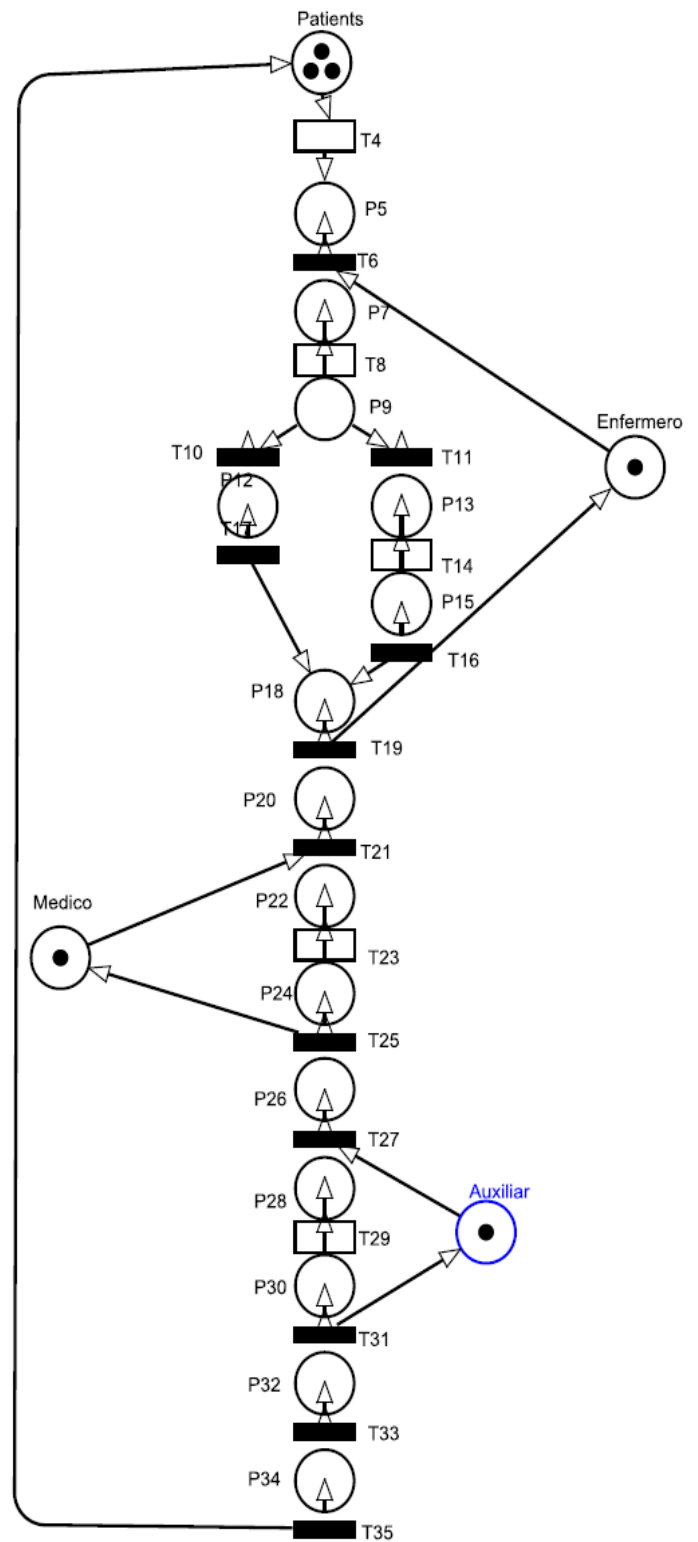 Patients
T4
P5
T6
P7
T8
P9
Enfermero
T10
T11
P12
P13
T17
T14
P15
T16
P18
T19
P20
T21
P22
Medico
T23
P24
T25
P26
T27
Auxiliar
P28
T29
P30
T31
P32
T33
P34
T35